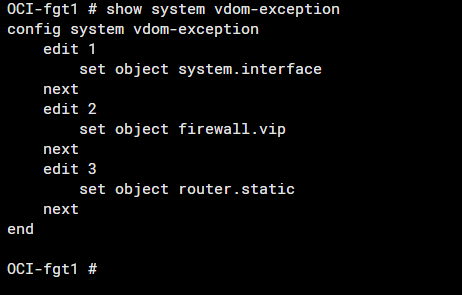 OCI-fgt1 # show system vdom-exception
config system vdom-exception
    edit 1
        set object system.interface
    next
    edit 2
        set object firewall.vip
    next
    edit 3
        set object router.static
    next
end
OCI-fgt1 #